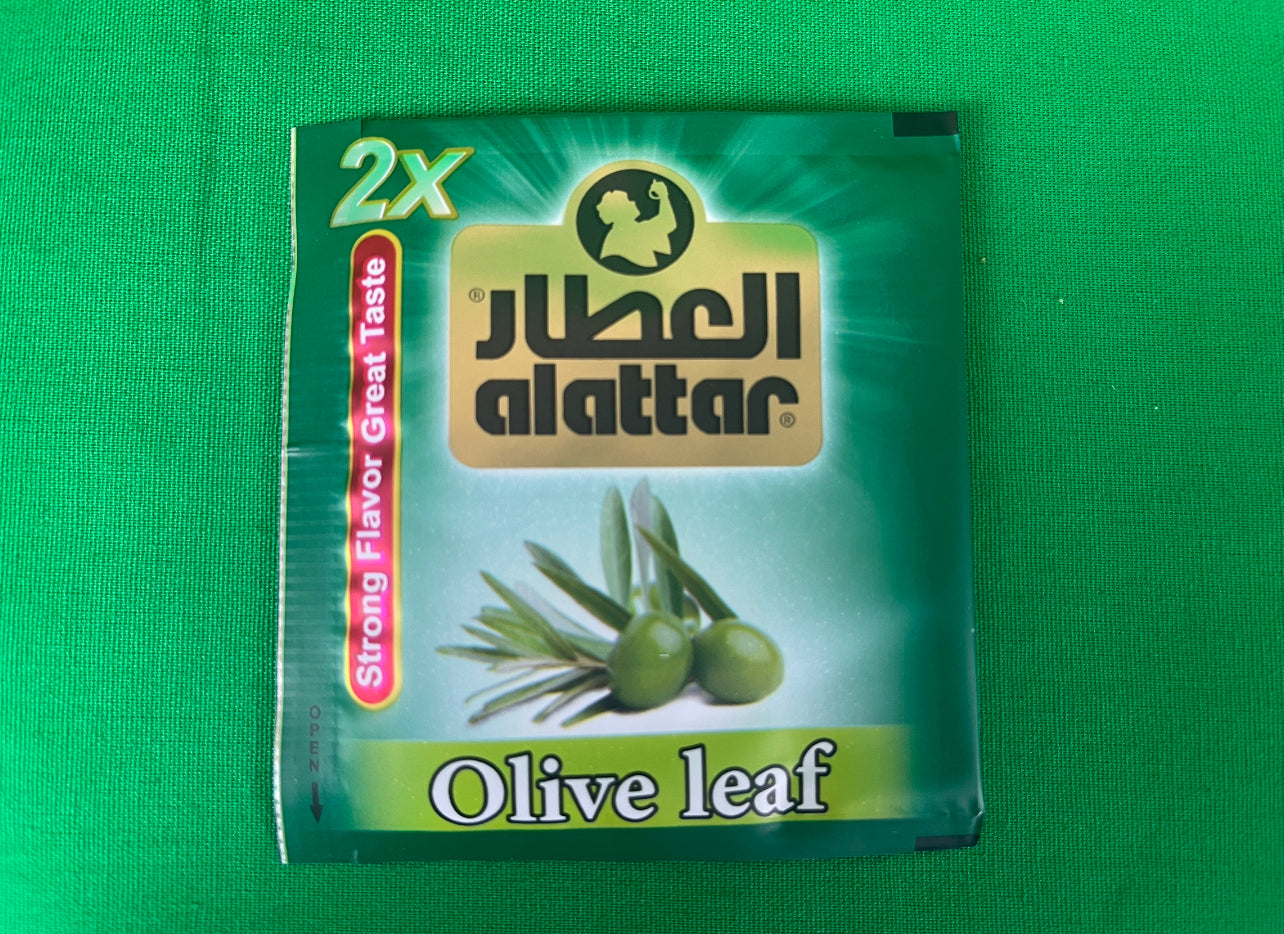 2x
Strong Flavor Great Taste
العطار®
alattar®
OPEN
Olive leaf